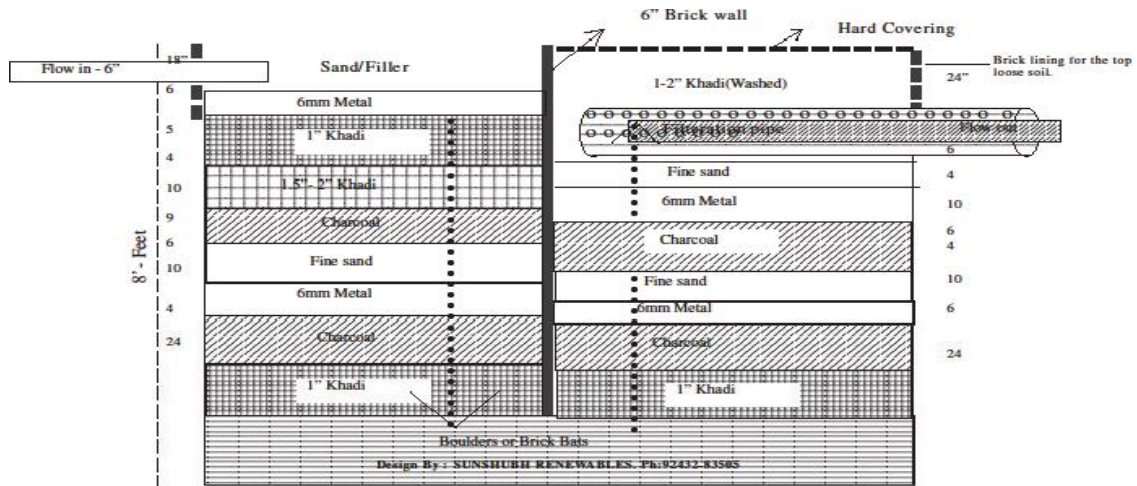 6” Brick wall
Hard Covering
18”
Flow in - 6”
Sand/Filler
Brick lining for the top
loose soil.
24”
1-2” Khadi(Washed)
6
6mm Metal
5
1” Khadi
Filteration pipe
Flow out
6
4
Fine sand
4
1.5”- 2” Khadi
10
6mm Metal
10
9
Charcoal
6
Charcoal
4
6
8’- Feet
10
Fine sand
Fine sand
10
6mm Metal
4
6mm Metal
6
24
Charcoal
Charcoal
24
1” Khadi
1” Khadi
Boulders or Brick Bats
Design By : SUNSHUBH RENEWABLES. Ph:92432-83505